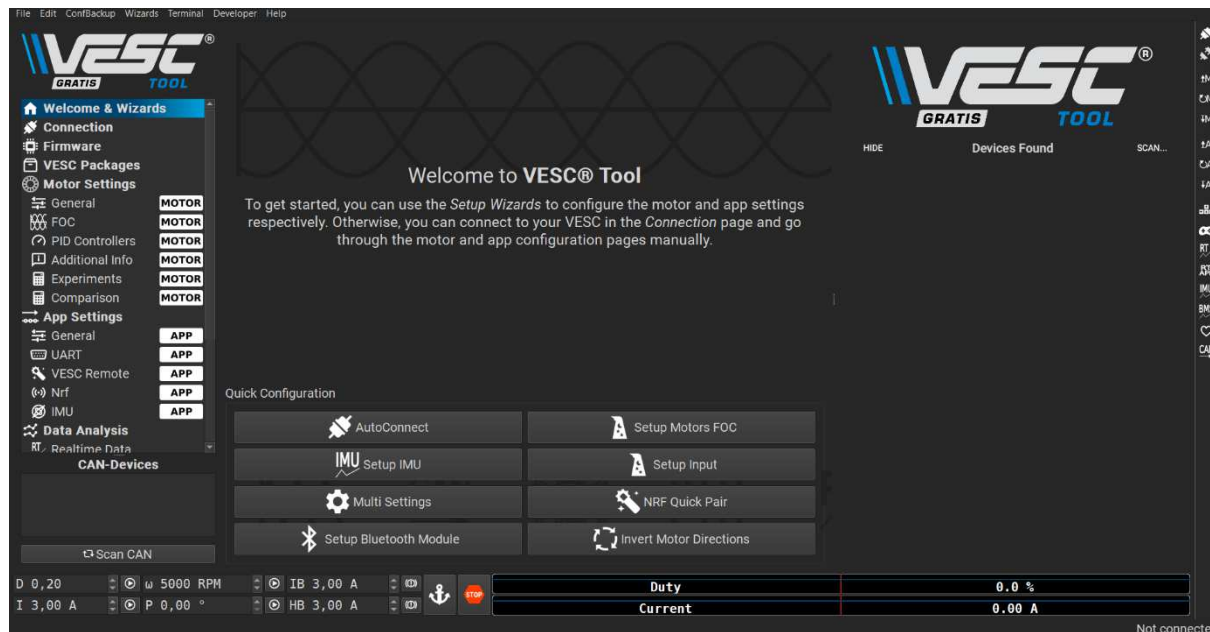 File Edit ConfBackup Wizards Terminal Developer Help
VESC®
GRATIS TOOL
Welcome & Wizards
Connection
Firmware
VESC Packages
Motor Settings
General MOTOR
FOC MOTOR
PID Controllers MOTOR
Additional Info MOTOR
Experiments MOTOR
Comparison MOTOR
App Settings
General APP
UART APP
VESC Remote APP
Nrf APP
IMU APP
Data Analysis
RT Realtime Data
CAN-Devices
Scan CAN
Welcome to VESC® Tool
To get started, you can use the Setup Wizards to configure the motor and app settings
respectively. Otherwise, you can connect to your VESC in the Connection page and go
through the motor and app configuration pages manually.
Quick Configuration
AutoConnect Setup Motors FOC
IMU Setup IMU Setup Input
Multi Settings NRF Quick Pair
Setup Bluetooth Module Invert Motor Directions
VESC®
GRATIS TOOL
HIDE Devices Found SCAN...
D 0,20 ω 5000 RPM IB 3,00 A
I 3,00 A P 0,00 ° HB 3,00 A
STOP
Duty 0.0 %
Current 0.00 A
Not connecte